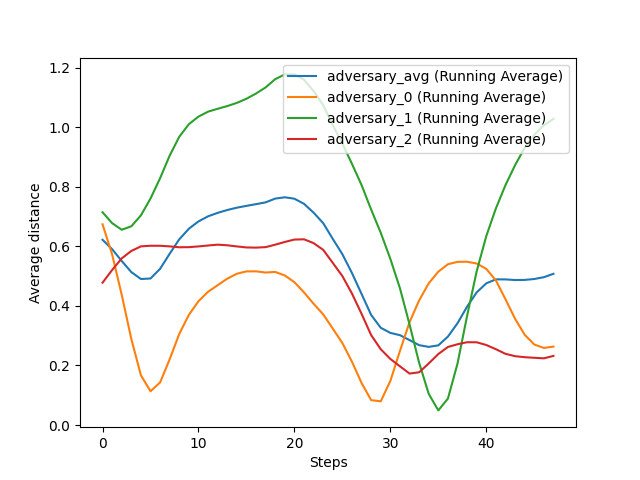 1.2
1.0
0.8
0.6
0.4
0.2
0.0
Average distance
adversary_avg (Running Average)
adversary_0 (Running Average)
adversary_1 (Running Average)
adversary_2 (Running Average)
0 10 20 30 40
Steps